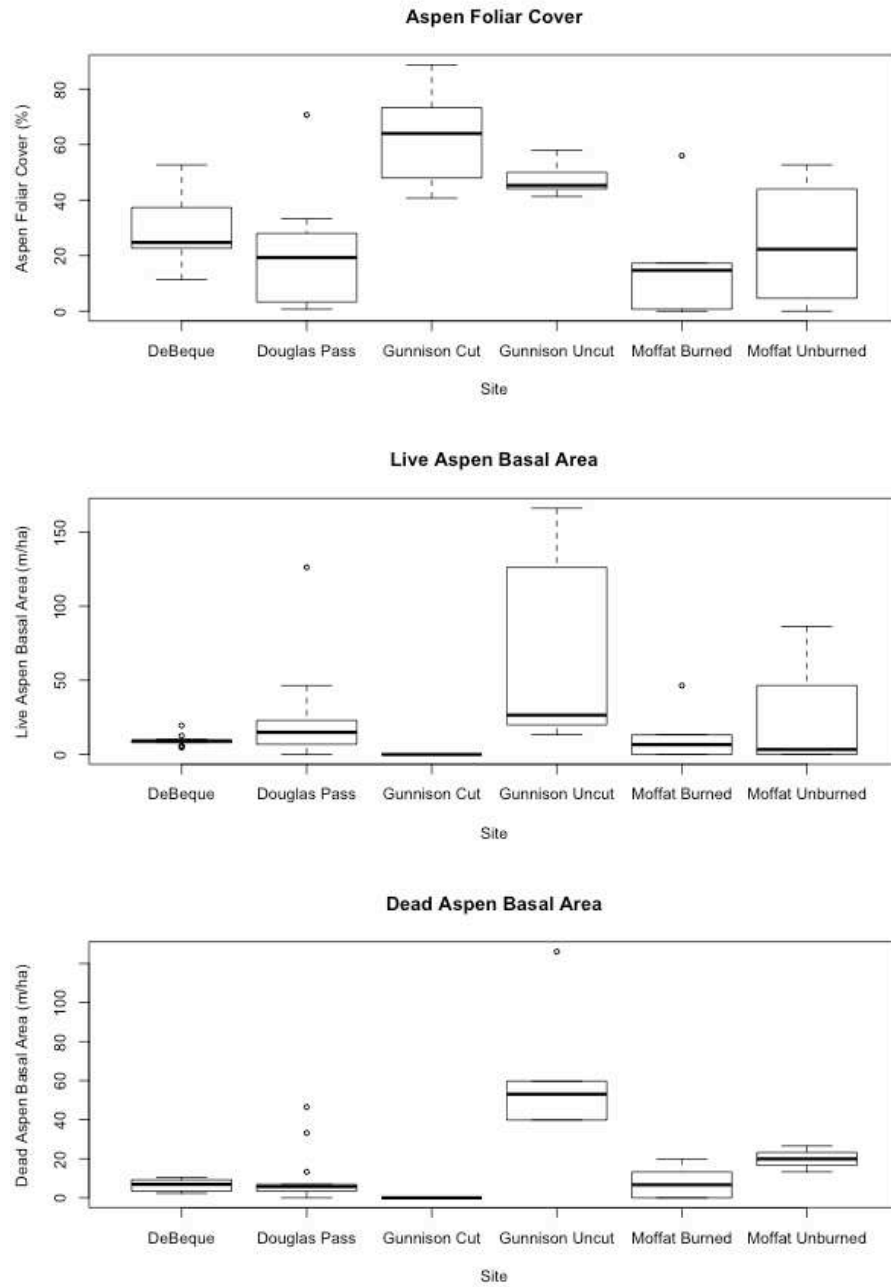 Aspen Foliar Cover
Aspen Foliar Cover (%)
80
60
40
20
0
DeBeque Douglas Pass Gunnison Cut Gunnison Uncut Moffat Burned Moffat Unburned
Site
Live Aspen Basal Area
Live Aspen Basal Area (m/ha)
150
100
50
0
DeBeque Douglas Pass Gunnison Cut Gunnison Uncut Moffat Burned Moffat Unburned
Site
Dead Aspen Basal Area
Dead Aspen Basal Area (m/ha)
100
80
60
40
20
0
DeBeque Douglas Pass Gunnison Cut Gunnison Uncut Moffat Burned Moffat Unburned
Site